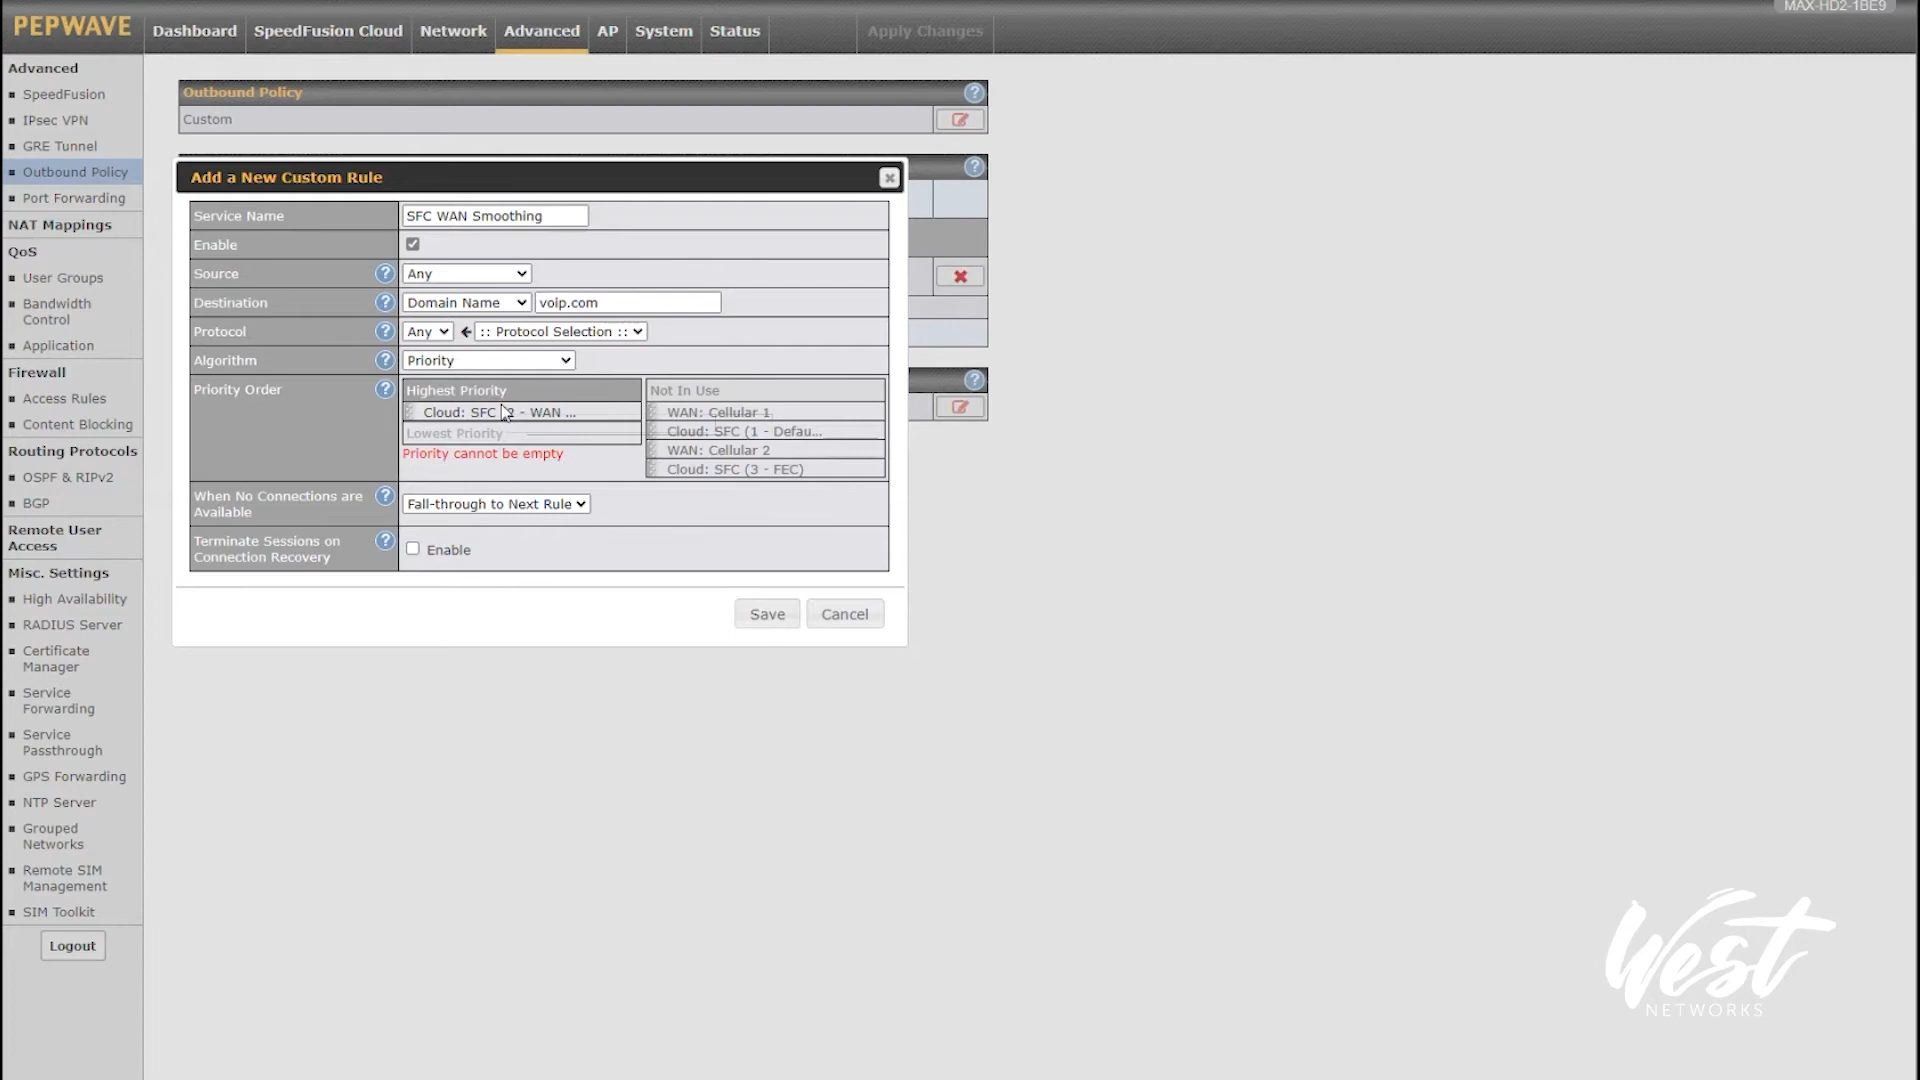 MAX-HD2-1BE9
PEPWAVE
Dashboard
SpeedFusion Cloud
Network
Advanced
AP
System
Status
Apply Changes
Advanced
SpeedFusion
IPsec VPN
GRE Tunnel
Outbound Policy
Port Forwarding
NAT Mappings
QoS
User Groups
Bandwidth
Control
Application
Firewall
Access Rules
Content Blocking
Routing Protocols
OSPF & RIPv2
BGP
Remote User
Access
Misc. Settings
High Availability
RADIUS Server
Certificate
Manager
Service
Forwarding
Service
Passthrough
GPS Forwarding
NTP Server
Grouped
Networks
Remote SIM
Management
SIM Toolkit
Logout
Outbound Policy
Custom
Add a New Custom Rule
Service Name
SFC WAN Smoothing
Enable
Source
Any
Destination
Domain Name
voip.com
Protocol
Any
:: Protocol Selection ::
Algorithm
Priority
Priority Order
Highest Priority
Cloud: SFC 2 - WAN ...
Lowest Priority
Priority cannot be empty
Not In Use
WAN: Cellular 1
Cloud: SFC (1 - Defau...
WAN: Cellular 2
Cloud: SFC (3 - FEC)
When No Connections are
Available
Fall-through to Next Rule
Terminate Sessions on
Connection Recovery
Enable
Save
Cancel
West
NETWORKS